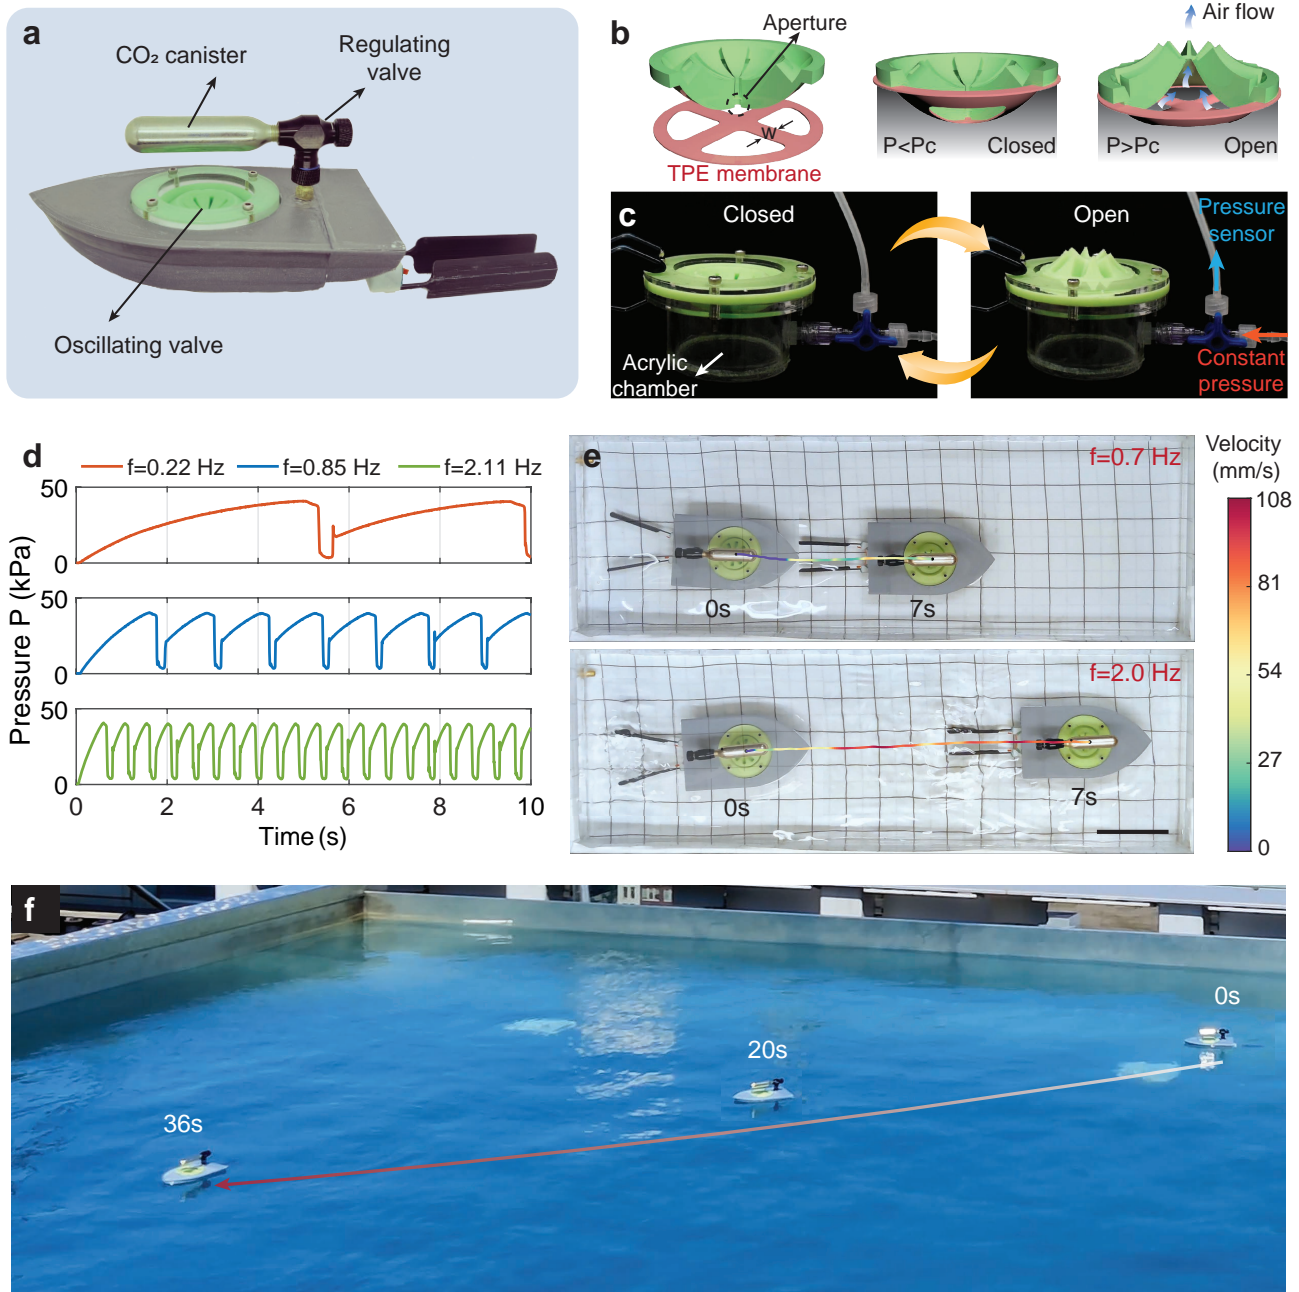 a
CO₂ canister
Regulating
valve
Oscillating valve
b
Aperture
W
TPE membrane
P<Pc
Closed
Air flow
P>Pc
Open
c
Closed
Acrylic
chamber
Open
Pressure
sensor
Constant
pressure
d
f=0.22 Hz
f=0.85 Hz
f=2.11 Hz
Pressure P (kPa)
50
0
50
0
50
0
0
2
4
6
8
10
Time (s)
e
f=0.7 Hz
0s
7s
f=2.0 Hz
0s
7s
Velocity
(mm/s)
108
81
54
27
0
f
0s
20s
36s